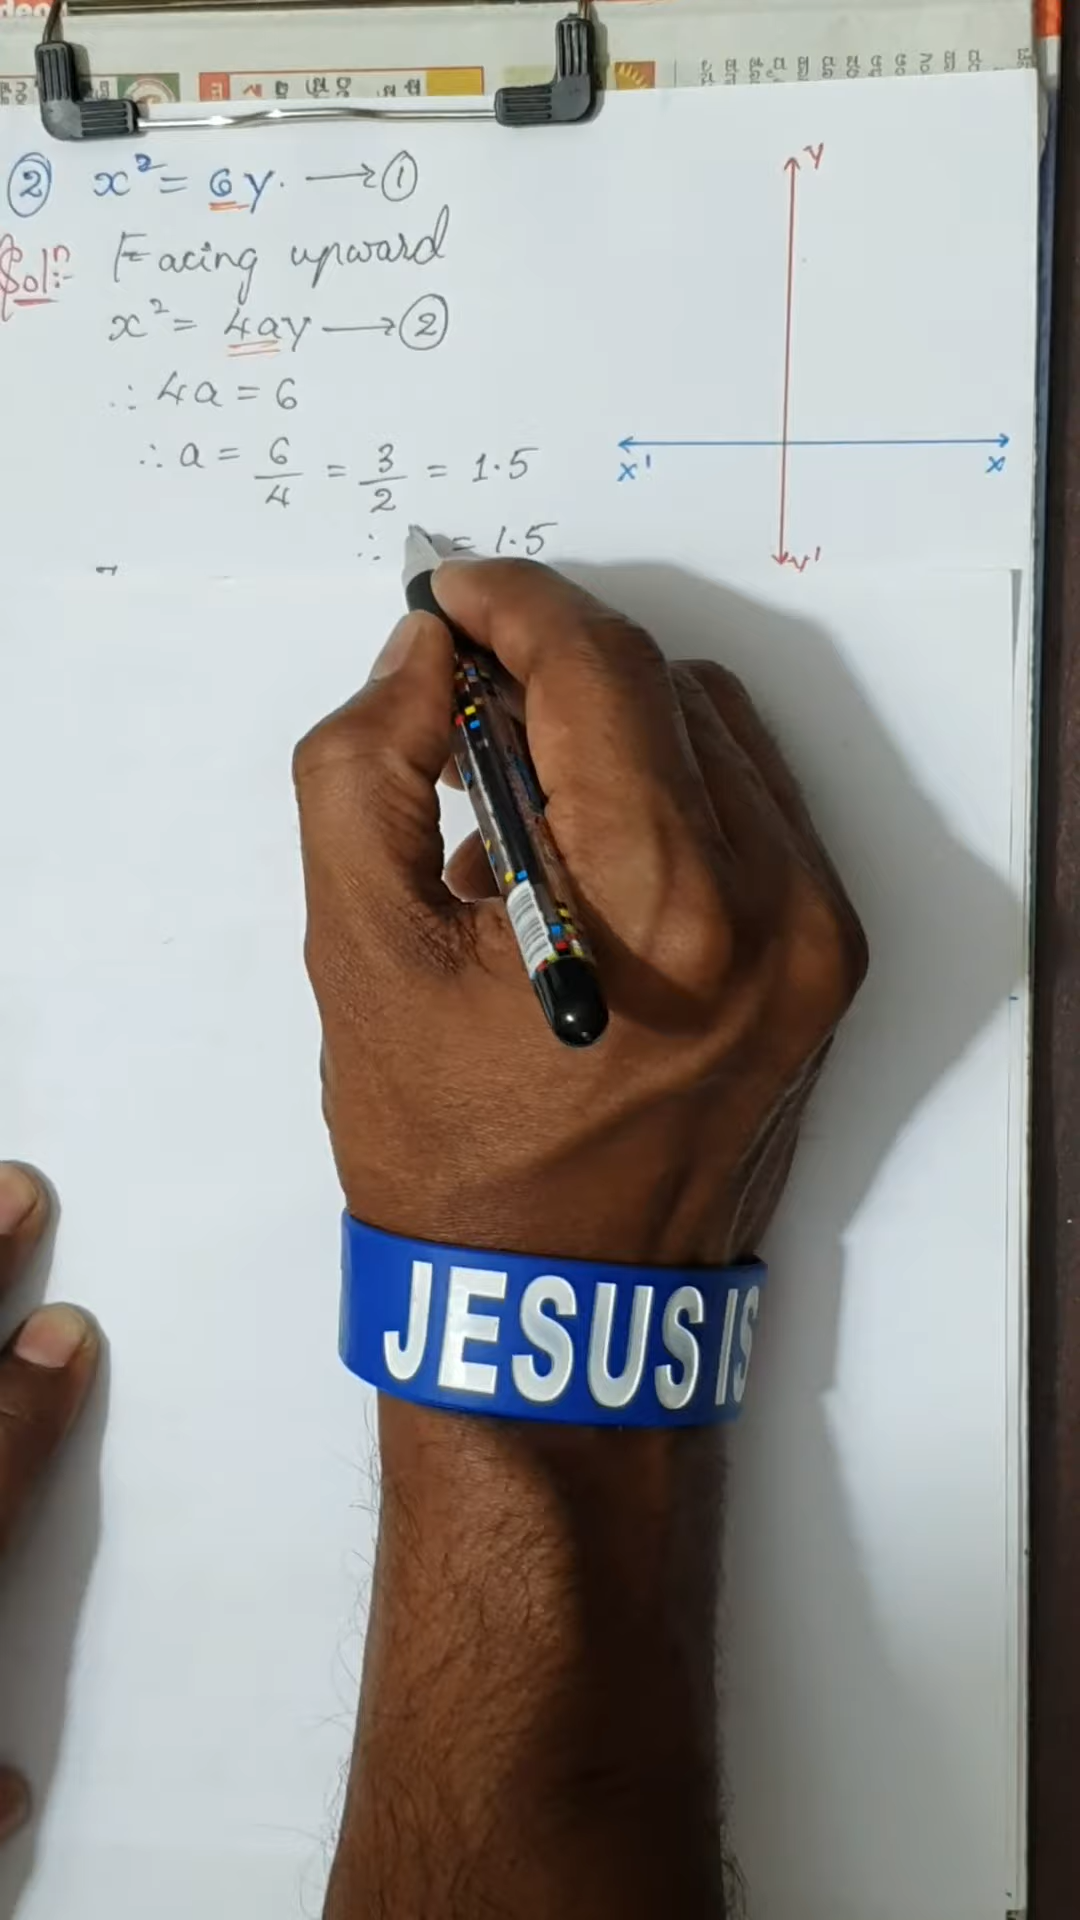 ② x² = 6y. → ①
Solⁿ:- Facing upward
x² = 4ay → ②
∴ 4a = 6
∴ a = 6/4 = 3/2 = 1.5
∴ = 1.5
Y
X' X
Y'
JESUS IS